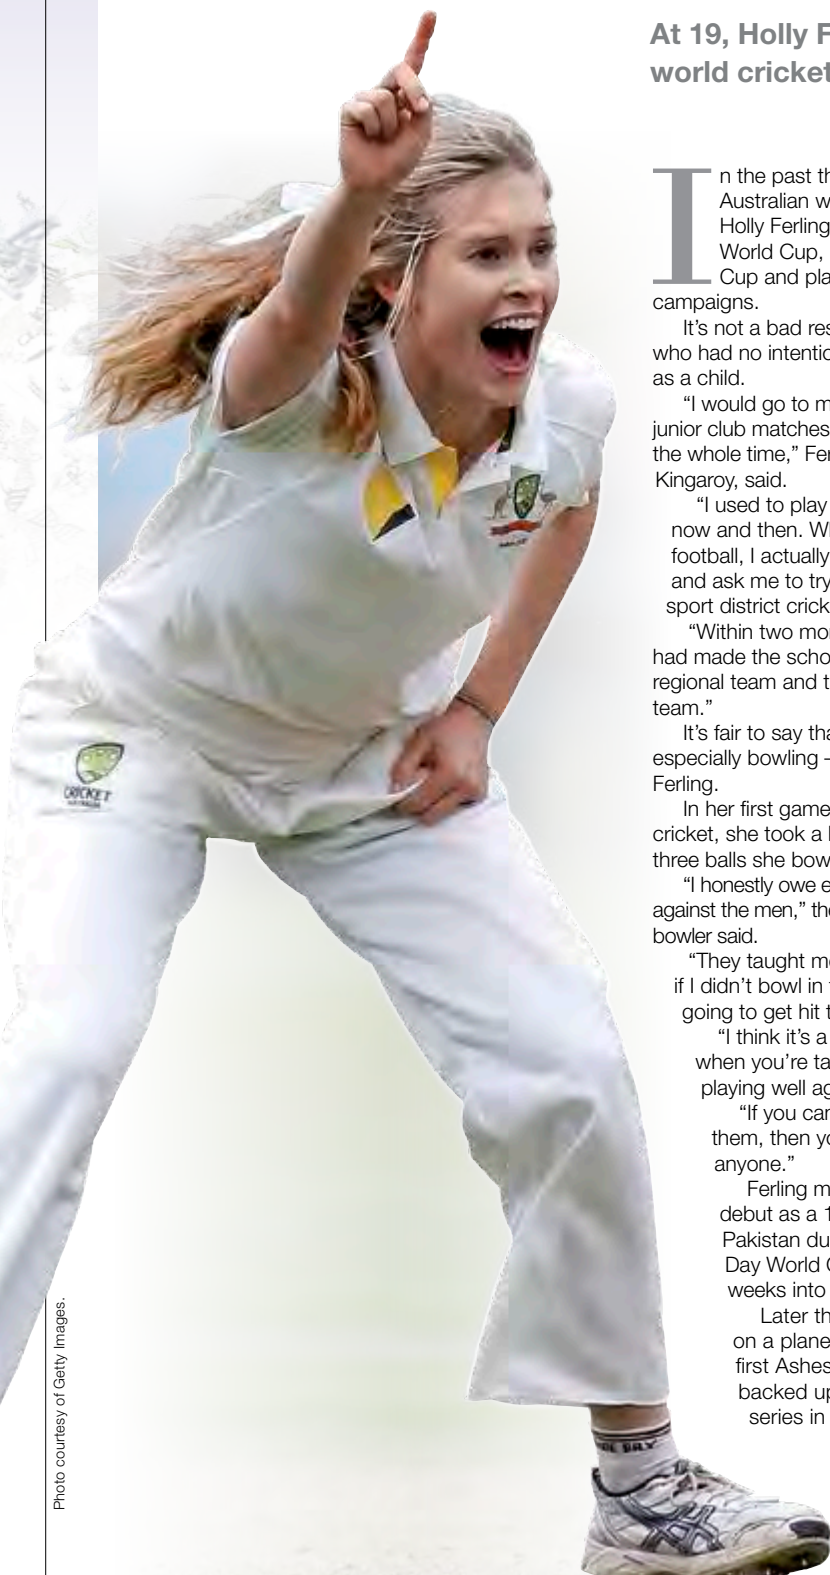 At 19, Holly F
world cricket
In the past th
Australian w
Holly Ferling
World Cup,
Cup and pla
campaigns.
It’s not a bad res
who had no intentio
as a child.
“I would go to m
junior club matches
the whole time,” Fer
Kingaroy, said.
“I used to play
now and then. Wh
football, I actually
and ask me to try
sport district crick
“Within two mor
had made the scho
regional team and t
team.”
It’s fair to say tha
especially bowling –
Ferling.
In her first game
cricket, she took a h
three balls she bow
“I honestly owe e
against the men,” the
bowler said.
“They taught me
if I didn’t bowl in t
going to get hit t
“I think it’s a
when you’re ta
playing well ag
“If you car
them, then yo
anyone.”
Ferling m
debut as a 1
Pakistan du
Day World C
weeks into
Later th
on a plane
first Ashes
backed up
series in
CRICKET
AUSTRALIA
Photo courtesy of Getty Images.